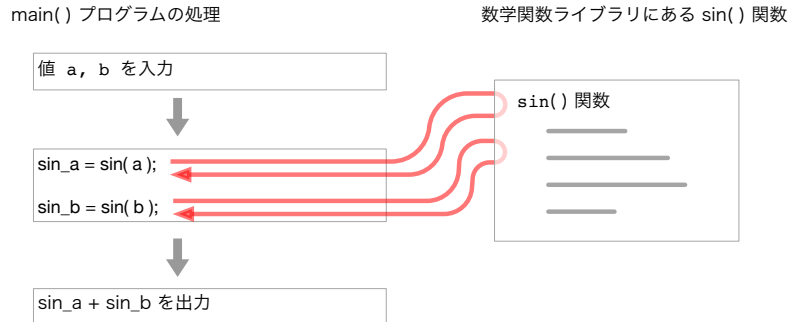 main( ) プログラムの処理
数学関数ライブラリにある sin( ) 関数
値 a, b を入力
sin( ) 関数
sin_a = sin( a );
sin_b = sin( b );
sin_a + sin_b を出力